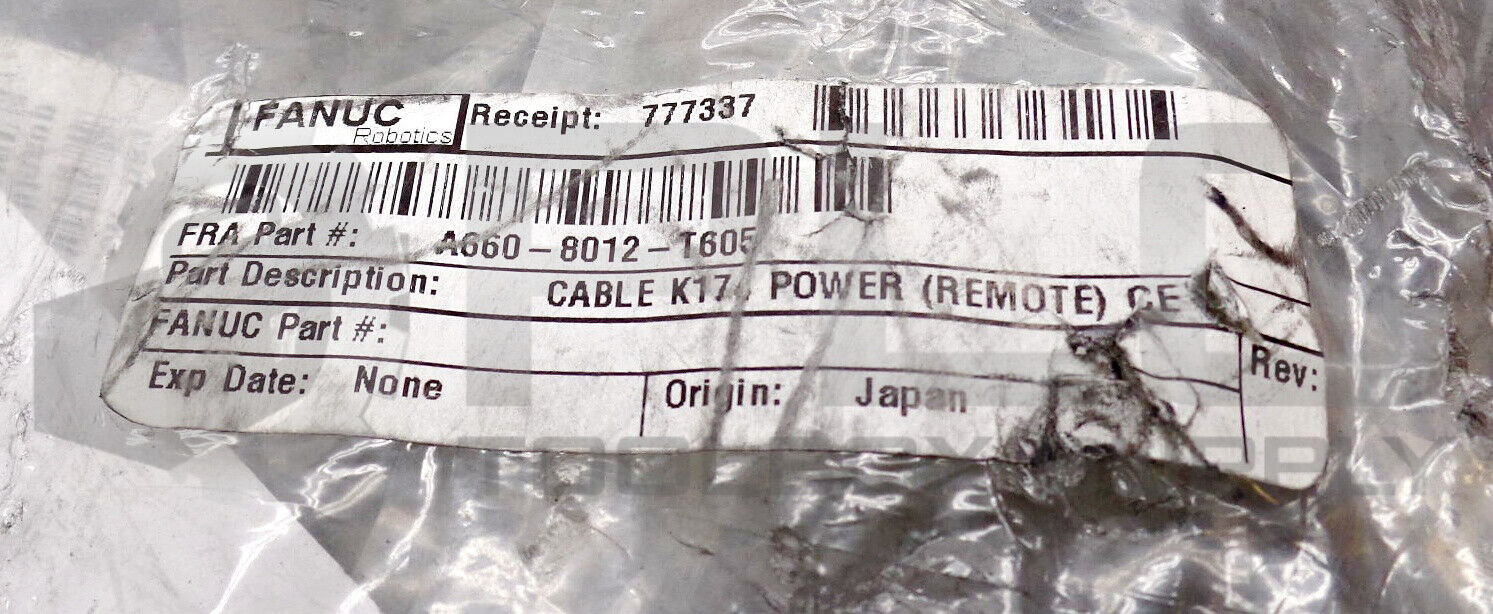 FANUC
Robotics
Receipt: 777337
FRA Part #: A660-8012-T605
Part Description: CABLE K17, POWER (REMOTE) CE
FANUC Part #:
Rev:
Exp Date: None
Origin: Japan